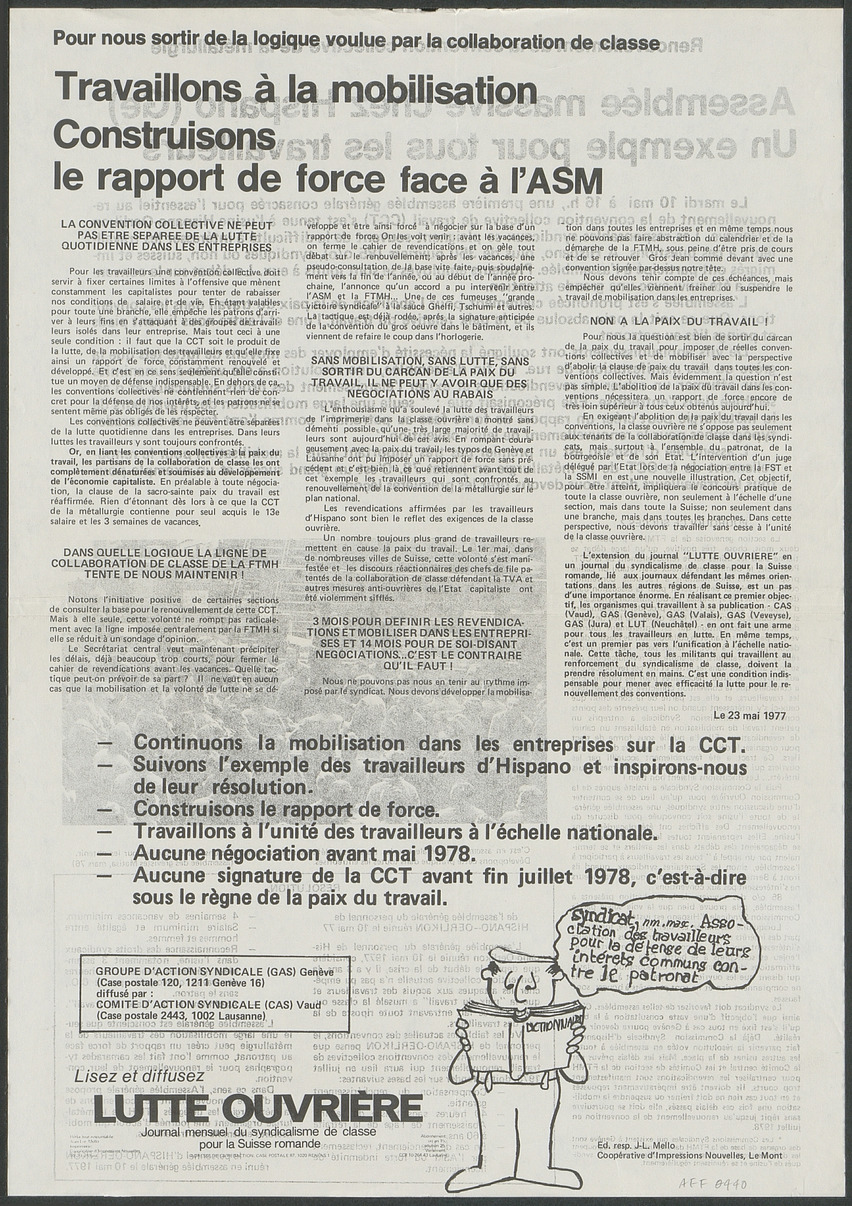 Pour nous sortir de la logique voulue par la collaboration de classe
Travaillons à la mobilisation
Construisons
le rapport de force face à l'ASM
LA CONVENTION COLLECTIVE NE PEUT
PAS ETRE SEPAREE DE LA LUTTE
QUOTIDIENNE DANS LES ENTREPRISES
Pour les travailleurs une convention collective doit
servir à fixer certaines limites à l'offensive que mènent
constamment les capitalistes pour tenter de rabaisser
nos conditions de salaire et de vie. En étant valables
pour toute une branche, elle empêche les patrons d'arri-
ver à leurs fins en s'attaquant à des groupes de travail-
leurs isolés dans leur entreprise. Mais tout cela à une
seule condition : il faut que la CCT soit le produit de
la lutte, de la mobilisation des travailleurs et qu'elle fixe
ainsi un rapport de force, constamment renouvelé et
développé. Et c'est en ce sens seulement qu'elle consti-
tue un moyen de défense indispensable. En dehors de ça,
les conventions collectives ne contiennent rien de con-
cret pour la défense de nos intérêts, et les patrons ne se
sentent même pas obligés de les respecter.
Les conventions collectives ne peuvent être séparées
de la lutte quotidienne dans les entreprises. Dans leurs
luttes les travailleurs y sont toujours confrontés.
Or, en liant les conventions collectives à la paix du
travail, les partisans de la collaboration de classe les ont
complètement dénaturées et soumises au développement
de l'économie capitaliste. En préalable à toute négocia-
tion, la clause de la sacro-sainte paix du travail est
réaffirmée. Rien d'étonnant dès lors à ce que la CCT
de la métallurgie contienne pour seul acquis le 13e
salaire et les 3 semaines de vacances.
DANS QUELLE LOGIQUE LA LIGNE DE
COLLABORATION DE CLASSE DE LA FTMH
TENTE DE NOUS MAINTENIR !
Notons l'initiative positive de certaines sections
de consulter la base pour le renouvellement de cette CCT.
Mais à elle seule, cette volonté ne rompt pas radicale-
ment avec la ligne imposée centralement par la FTMH si
elle se réduit à un sondage d'opinion.
Le Secrétariat central veut maintenant précipiter
les délais, déjà beaucoup trop courts, pour fermer le
cahier de revendications avant les vacances. Quelle tac-
tique peut-on prévoir de sa part ? Il ne veut en aucun
cas que la mobilisation et la volonté de lutte ne se dé-
veloppe et être ainsi forcé à négocier sur la base d'un
rapport de force. On les voit venir : avant les vacances,
on ferme le cahier de revendications et on gèle tout
débat sur le renouvellement; après les vacances, une
pseudo-consultation de la base vite faite, puis soudaine-
ment vers la fin de l'année, ou au début de l'année pro-
chaine, l'annonce qu'un accord a pu intervenir entre
l'ASM et la FTMH... Une de ces fumeuses "grande
victoire syndicale" à la sauce Ghelfi, Tschumi et autres.
La tactique est déjà rodée, après la signature anticipée
de la convention du gros oeuvre dans le bâtiment, et ils
viennent de refaire le coup dans l'horlogerie.
SANS MOBILISATION, SANS LUTTE, SANS
SORTIR DU CARCAN DE LA PAIX DU
TRAVAIL, IL NE PEUT Y AVOIR QUE DES
NEGOCIATIONS AU RABAIS
L'enthousiasme qu'a soulevé la lutte des travailleurs
de l'imprimerie dans la classe ouvrière a montré sans
démenti possible qu'une très large majorité de travail-
leurs sont aujourd'hui de cet avis. En rompant coura-
geusement avec la paix du travail, les typos de Genève et
Lausanne ont pu imposer un rapport de force sans pré-
cédent et c'est bien là ce que retiennent avant tout de
cet exemple les travailleurs qui sont confrontés au
renouvellement de la convention de la métallurgie sur le
plan national.
Les revendications affirmées par les travailleurs
d'Hispano sont bien le reflet des exigences de la classe
ouvrière.
Un nombre toujours plus grand de travailleurs re-
mettent en cause la paix du travail. Le 1er mai, dans
de nombreuses villes de Suisse, cette volonté s'est mani-
festée et les discours réactionnaires des chefs de file pa-
tentés de la collaboration de classe défendant la TVA et
autres mesures anti-ouvrières de l'Etat capitaliste ont
été violemment sifflés.
3 MOIS POUR DEFINIR LES REVENDICA-
TIONS ET MOBILISER DANS LES ENTREPRI-
SES ET 14 MOIS POUR DE SOI-DISANT
NEGOCIATIONS...C'EST LE CONTRAIRE
QU'IL FAUT !
Nous ne pouvons pas nous en tenir au rythme im-
posé par le syndicat. Nous devons développer la mobilisa-
tion dans toutes les entreprises et en même temps nous
ne pouvons pas faire abstraction du calendrier et de la
démarche de la FTMH, sous peine d'être pris de cours
et de se retrouver Gros Jean comme devant avec une
convention signée par-dessus notre tête.
Nous devons tenir compte de ces échéances, mais
empêcher qu'elles viennent freiner ou suspendre le
travail de mobilisation dans les entreprises.
NON A LA PAIX DU TRAVAIL !
Pour nous la question est bien de sortir du carcan
de la paix du travail pour imposer de réelles conven-
tions collectives et de mobiliser avec la perspective
d'abolir la clause de paix du travail dans toutes les con-
ventions collectives. Mais évidemment la question n'est
pas simple. L'abolition de la paix du travail dans les con-
ventions nécessitera un rapport de force encore de
très loin supérieur à tous ceux obtenus aujourd'hui.
En exigeant l'abolition de la paix du travail dans les
conventions, la classe ouvrière ne s'oppose pas seulement
aux tenants de la collaboration de classe dans les syndi-
cats, mais surtout à l'ensemble du patronat, de la
bourgeoisie et de son Etat. L'intervention d'un juge
délégué par l'Etat lors de la négociation entre la FST et
la SSMI en est une nouvelle illustration. Cet objectif,
pour être atteint, impliquera le concours pratique de
toute la classe ouvrière, non seulement à l'échelle d'une
section, mais dans toute la Suisse; non seulement dans
une branche, mais dans toutes les branches. Dans cette
perspective, nous devons travailler sans cesse à l'unité
de la classe ouvrière.
L'extension du journal "LUTTE OUVRIERE" en
un journal du syndicalisme de classe pour la Suisse
romande, lié aux journaux défendant les mêmes orien-
tations dans les autres régions de Suisse, est un pas
d'une importance énorme. En réalisant ce premier objec-
tif, les organismes qui travaillent à sa publication - CAS
(Vaud), GAS (Genève), GAS (Valais), GAS (Veveyse),
GAS (Jura) et LUT (Neuchâtel) - en ont fait une arme
pour tous les travailleurs en lutte. En même temps,
c'est un premier pas vers l'unification à l'échelle natio-
nale. Cette tâche, tous les militants qui travaillent au
renforcement du syndicalisme de classe, doivent la
prendre résolument en mains. C'est une condition indis-
pensable pour mener avec efficacité la lutte pour le re-
nouvellement des conventions.
Le 23 mai 1977
— Continuons la mobilisation dans les entreprises sur la CCT.
— Suivons l'exemple des travailleurs d'Hispano et inspirons-nous
de leur résolution.
— Construisons le rapport de force.
— Travaillons à l'unité des travailleurs à l'échelle nationale.
— Aucune négociation avant mai 1978.
— Aucune signature de la CCT avant fin juillet 1978, c'est-à-dire
sous le règne de la paix du travail.
syndicat, nm. mas. Asso-
ciation des travailleurs
pour la défense de leurs
intérêts communs con-
tre le patronat
DICTIONNAIRE
GROUPE D'ACTION SYNDICALE (GAS) Genève
(Case postale 120, 1211 Genève 16)
diffusé par :
COMITE D'ACTION SYNDICALE (CAS) Vaud
(Case postale 2443, 1002 Lausanne)
Lisez et diffusez
LUTTE OUVRIÈRE
Journal mensuel du syndicalisme de classe
pour la Suisse romande
Ed. resp. J-L. Mello
Coopérative d'Impressions Nouvelles, Le Mont
AEF 0440